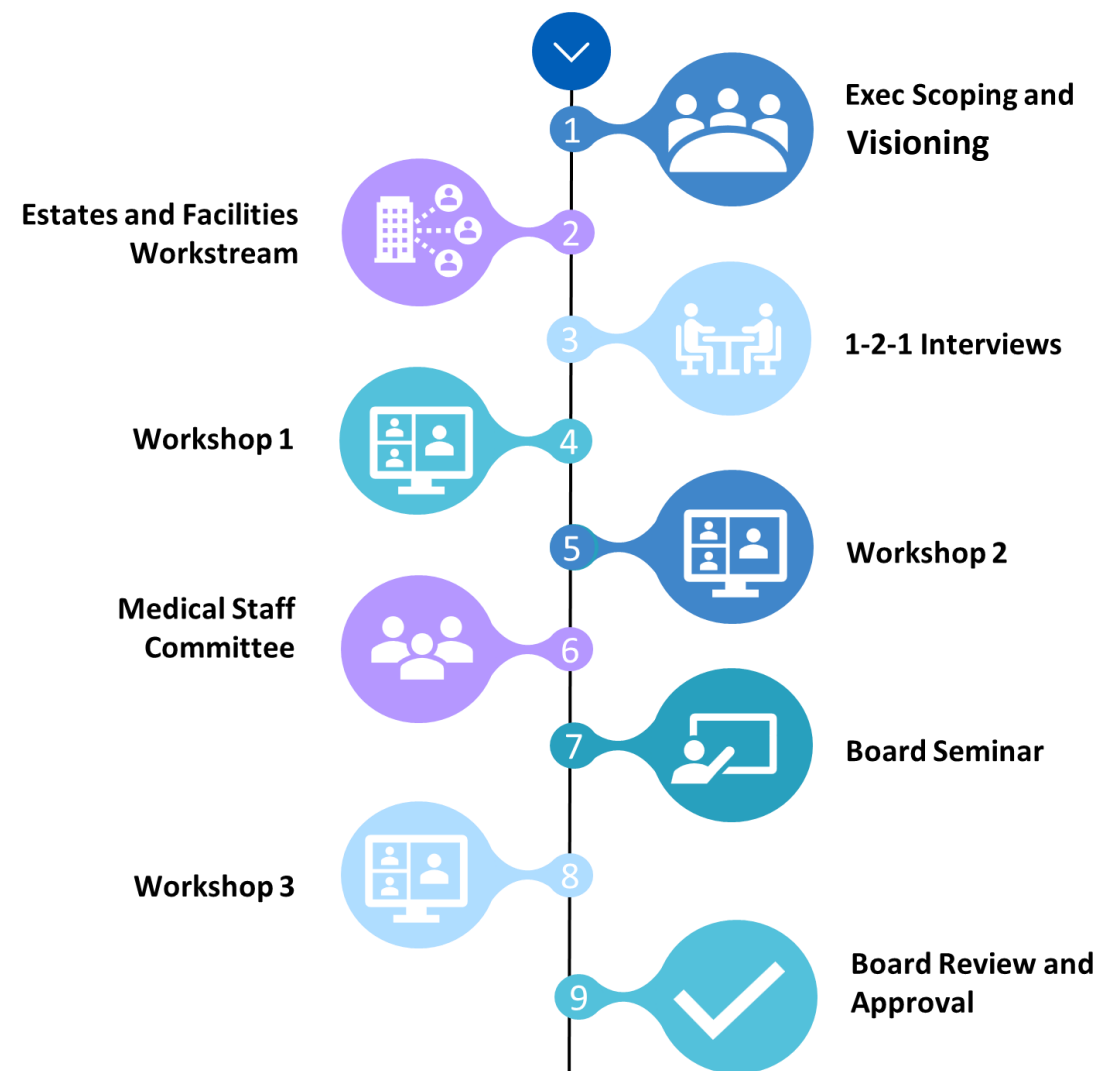 1
Exec Scoping and
Visioning
Estates and Facilities
Workstream
2
3
1-2-1 Interviews
Workshop 1
4
5
Workshop 2
Medical Staff
Committee
6
7
Board Seminar
Workshop 3
8
9
Board Review and
Approval